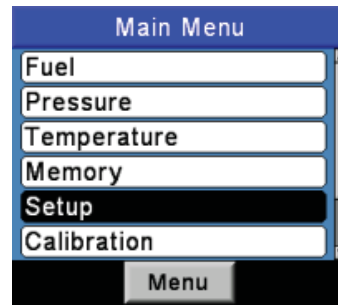 Main Menu
Fuel
Pressure
Temperature
Memory
Setup
Calibration
Menu